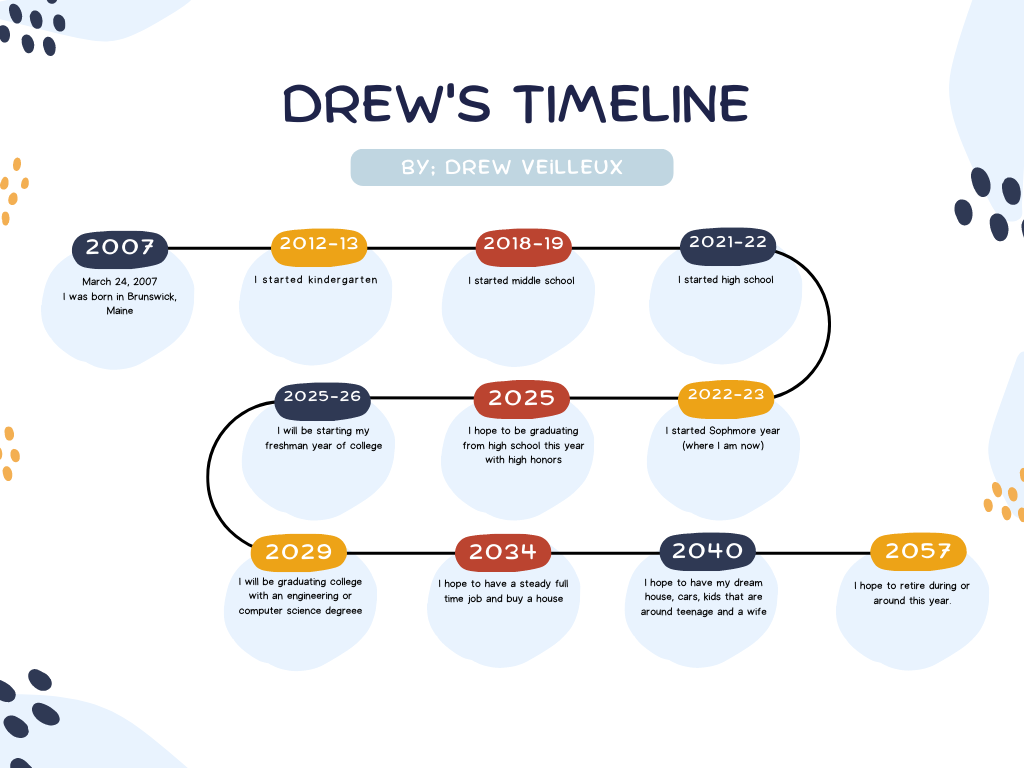 DREW'S TIMELINE
BY; DREW VEILLEUX
2007
March 24, 2007
I was born in Brunswick,
Maine
2012-13
I started kindergarten
2018-19
I started middle school
2021-22
I started high school
2022-23
I started Sophmore year
(where I am now)
2025
I hope to be graduating
from high school this year
with high honors
2025-26
I will be starting my
freshman year of college
2029
I will be graduating college
with an engineering or
computer science degreee
2034
I hope to have a steady full
time job and buy a house
2040
I hope to have my dream
house, cars, kids that are
around teenage and a wife
2057
I hope to retire during or
around this year.